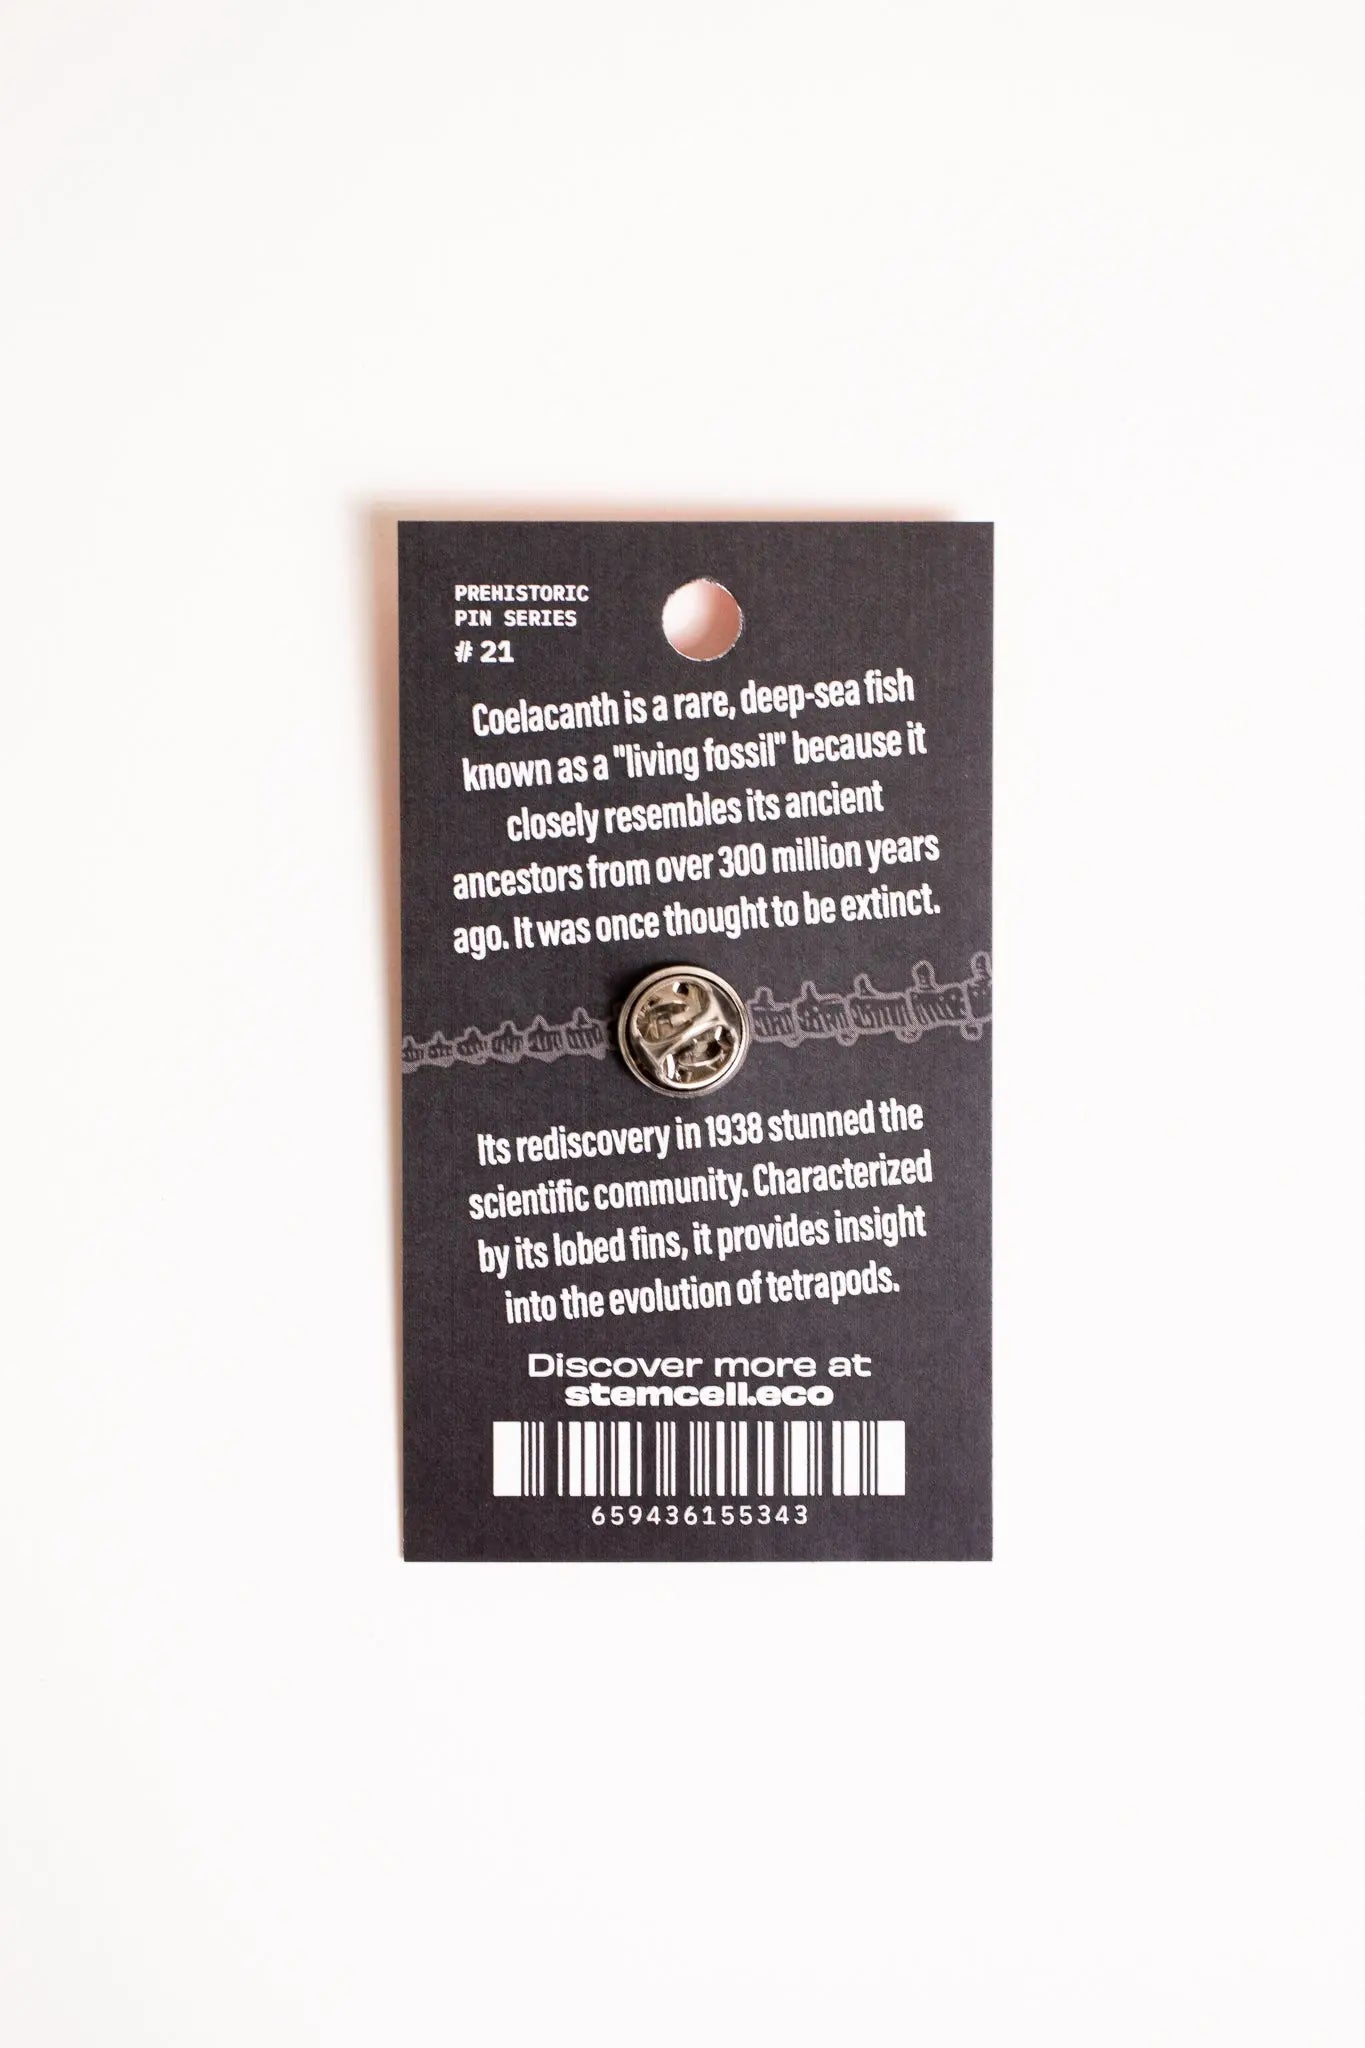 PREHISTORIC
PIN SERIES
# 21
Coelacanth is a rare, deep-sea fish
known as a "living fossil" because it
closely resembles its ancient
ancestors from over 300 million years
ago. It was once thought to be extinct.
Its rediscovery in 1938 stunned the
scientific community. Characterized
by its lobed fins, it provides insight
into the evolution of tetrapods.
Discover more at
stemcell.eco
659436155343